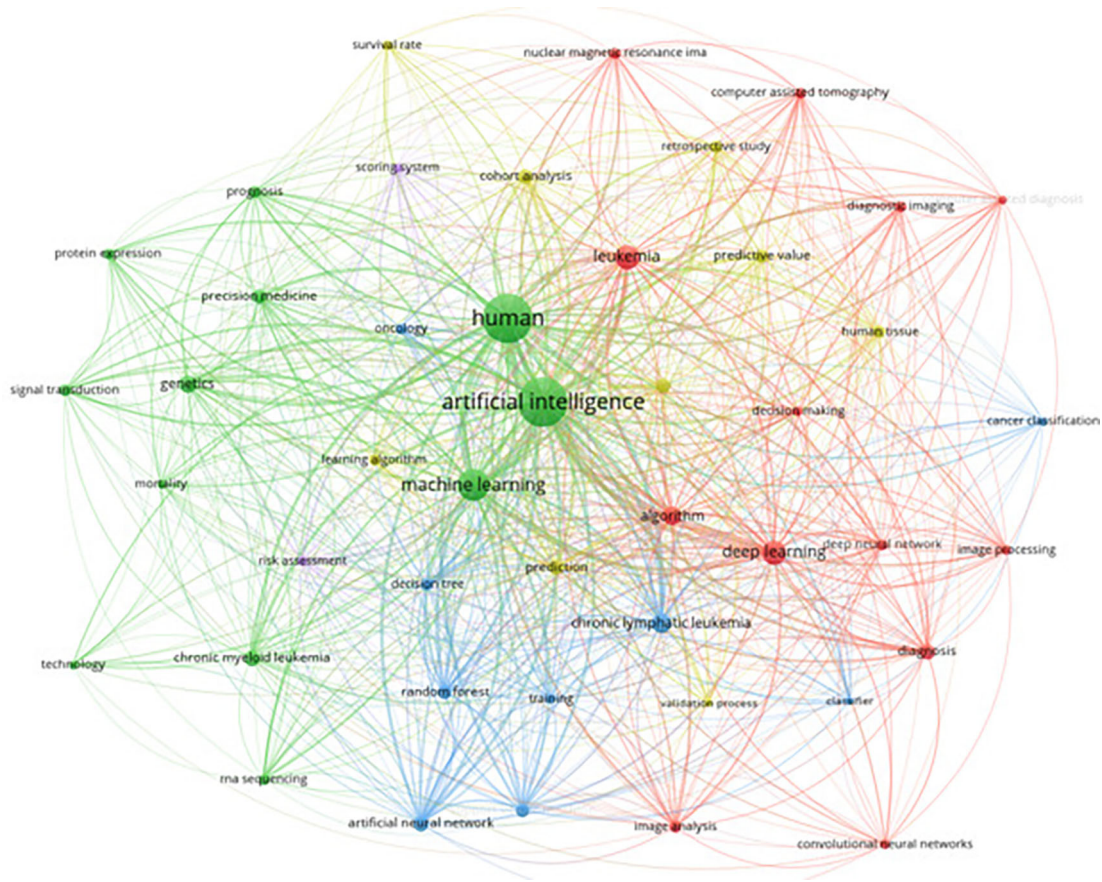 survival rate
nuclear magnetic resonance ima
computer assisted tomography
retrospective study
scoring system
cohort analysis
prognosis
diagnosis
diagnostic imaging
protein expression
leukemia
predictive value
precision medicine
human
oncology
human tissue
signal transduction
genetics
artificial intelligence
decision making
cancer classification
learning algorithm
mortality
machine learning
algorithm
deep learning
deep neural network
image processing
risk assessment
prediction
decision tree
chronic lymphatic leukemia
technology
chronic myeloid leukemia
diagnosis
random forest
training
validation process
classifier
rna sequencing
artificial neural network
image analysis
convolutional neural networks